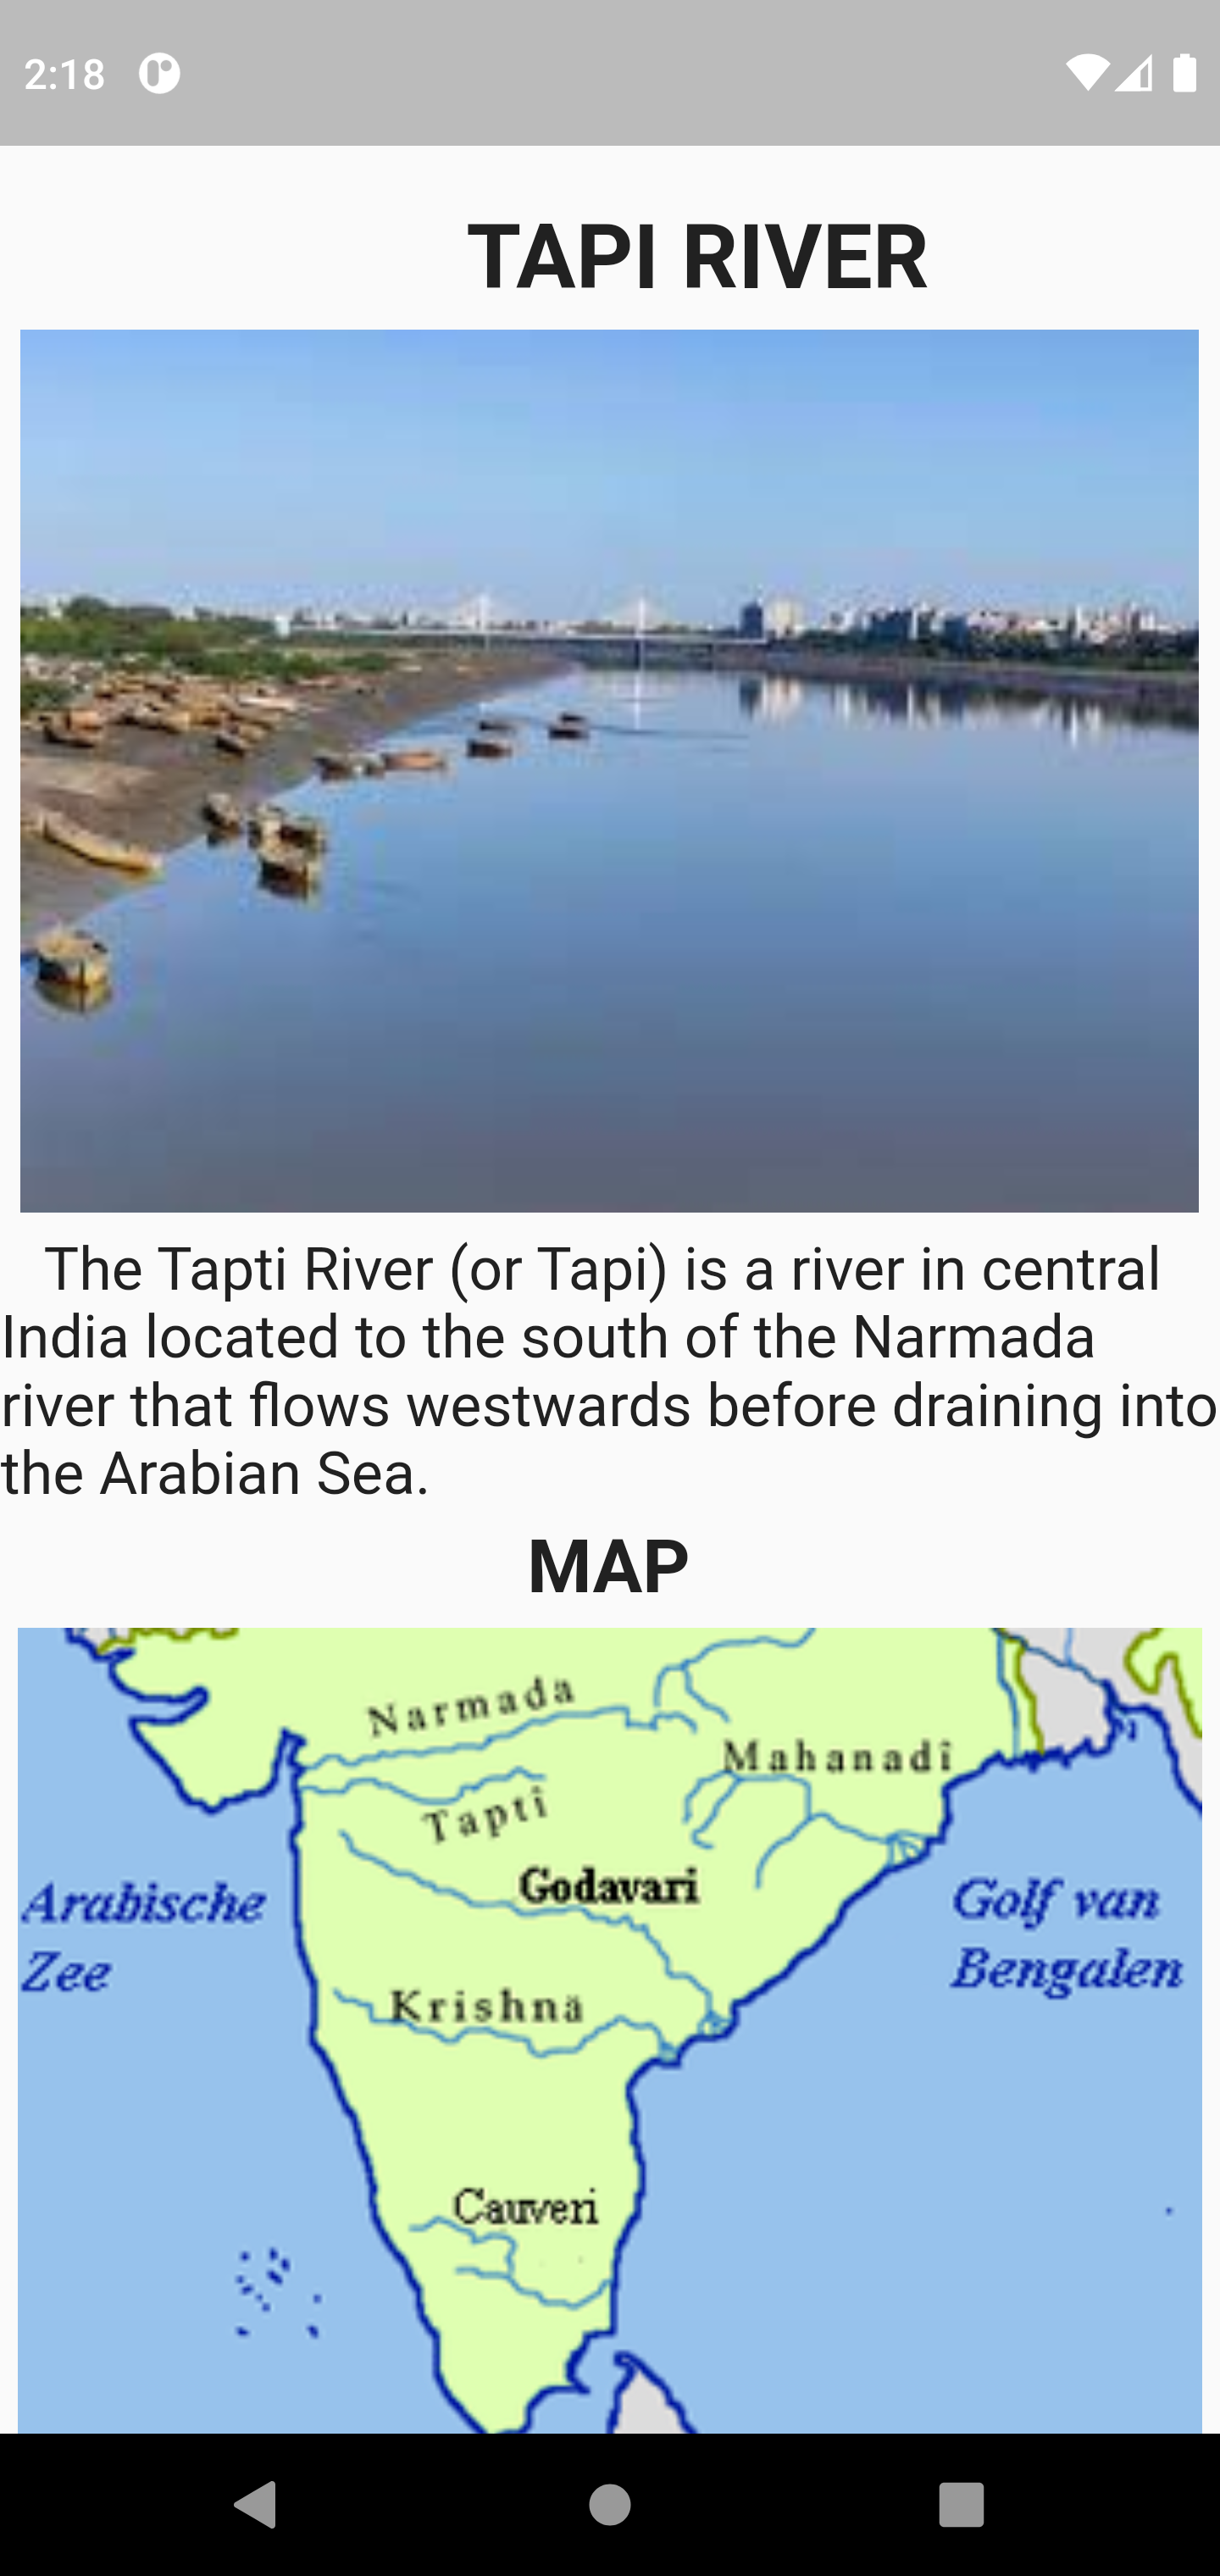 2:18
TAPI RIVER
The Tapti River (or Tapi) is a river in central
India located to the south of the Narmada
river that flows westwards before draining into
the Arabian Sea.
MAP
Narmada
Mahanadi
Tapti
Godavari
Arabische
Zee
Golf van
Bengalen
Krishna
Cauveri